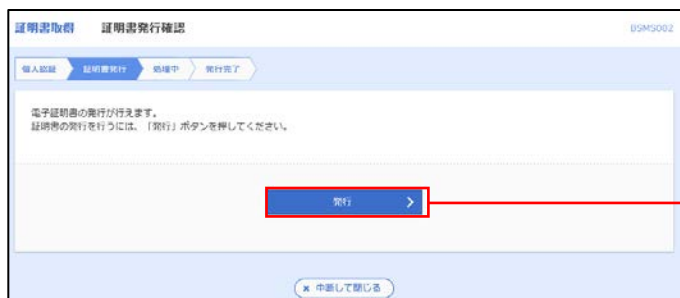 証明書取得 証明書発行確認 BSMS002
個人認証 証明書発行 処理中 発行完了
電子証明書の発行が行えます。
証明書の発行を行うには、「発行」ボタンを押してください。
発行
× 中断して閉じる